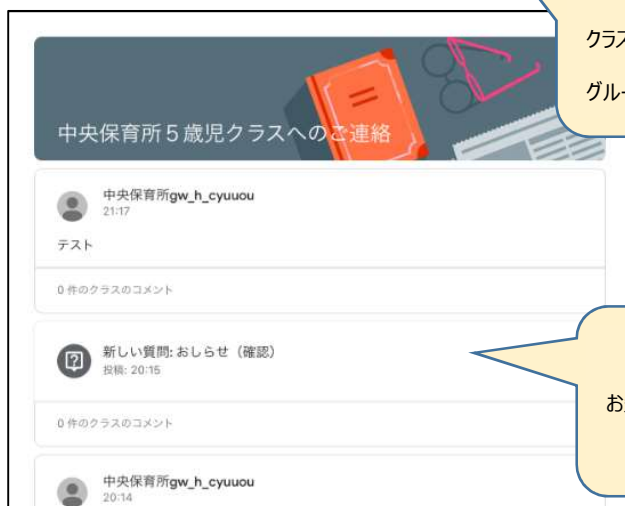 クラス
グルー
中央保育所５歳児クラスへのご連絡
中央保育所gw_h_cyuuou
21:17
テスト
0 件のクラスのコメント
新しい質問: おしらせ（確認）
投稿: 20:15
0 件のクラスのコメント
お
中央保育所gw_h_cyuuou
20:14